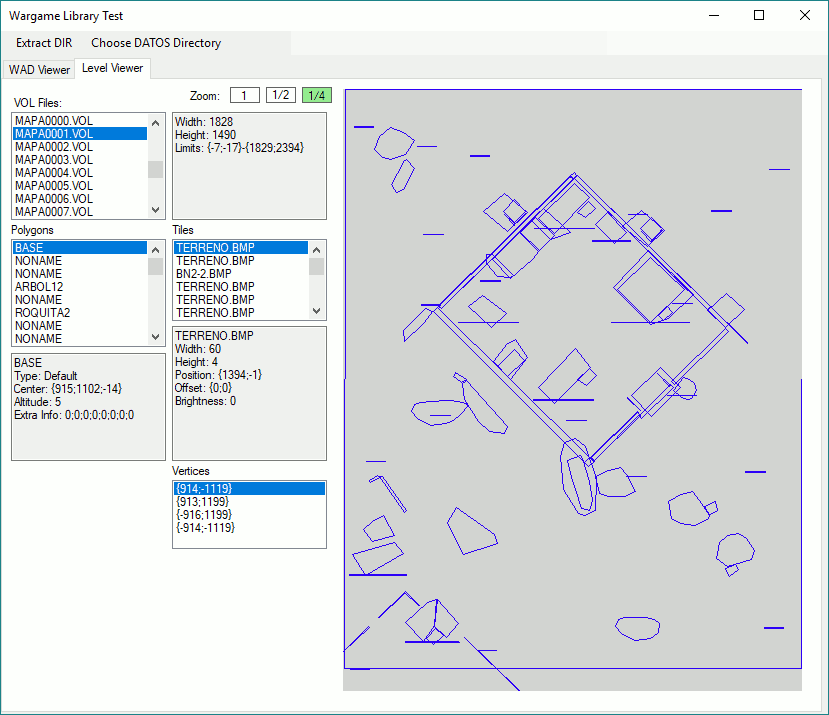 Wargame Library Test
Extract DIR Choose DATOS Directory
WAD Viewer Level Viewer
Zoom: 1 1/2 1/4
VOL Files:
MAPA0000.VOL
MAPA0001.VOL
MAPA0002.VOL
MAPA0003.VOL
MAPA0004.VOL
MAPA0005.VOL
MAPA0006.VOL
MAPA0007.VOL
Width: 1828
Height: 1490
Limits: {-7;-17}-{1829;2394}
Polygons
BASE
NONAME
NONAME
ARBOL12
NONAME
ROQUITA2
NONAME
NONAME
Tiles
TERRENO.BMP
TERRENO.BMP
BN2-2.BMP
TERRENO.BMP
TERRENO.BMP
TERRENO.BMP
BASE
Type: Default
Center: {915;1102;-14}
Altitude: 5
Extra Info: 0;0;0;0;0;0;0;0
TERRENO.BMP
Width: 60
Height: 4
Position: {1394;-1}
Offset: {0;0}
Brightness: 0
Vertices
{914;-1119}
{913;1199}
{-916;1199}
{-914;-1119}